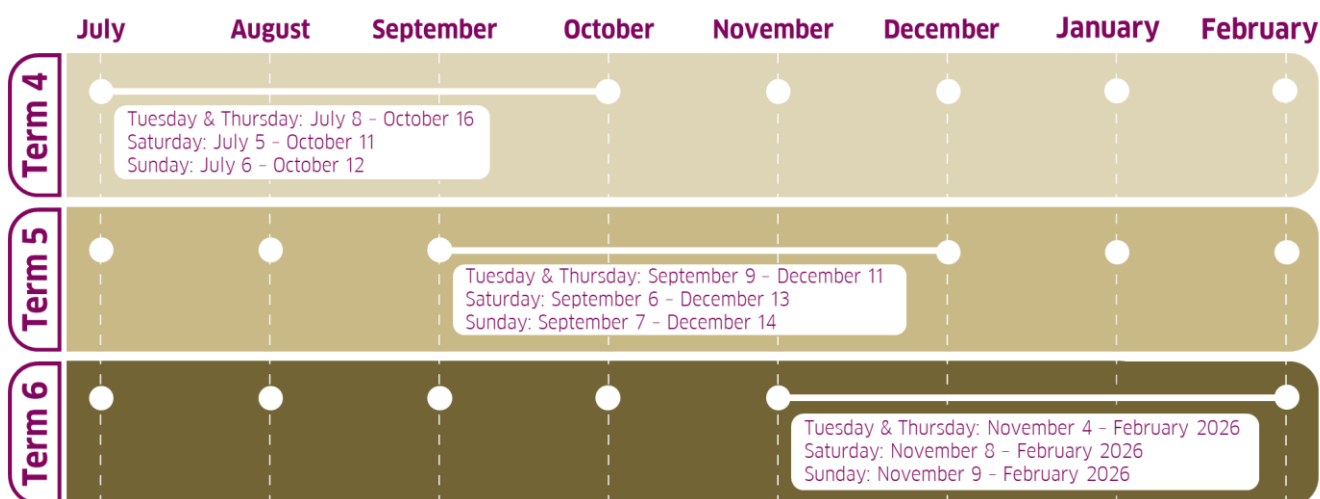 July August September October November December January February
Term 4
Tuesday & Thursday: July 8 – October 16
Saturday: July 5 – October 11
Sunday: July 6 – October 12
Term 5
Tuesday & Thursday: September 9 – December 11
Saturday: September 6 – December 13
Sunday: September 7 – December 14
Term 6
Tuesday & Thursday: November 4 – February 2026
Saturday: November 8 – February 2026
Sunday: November 9 – February 2026